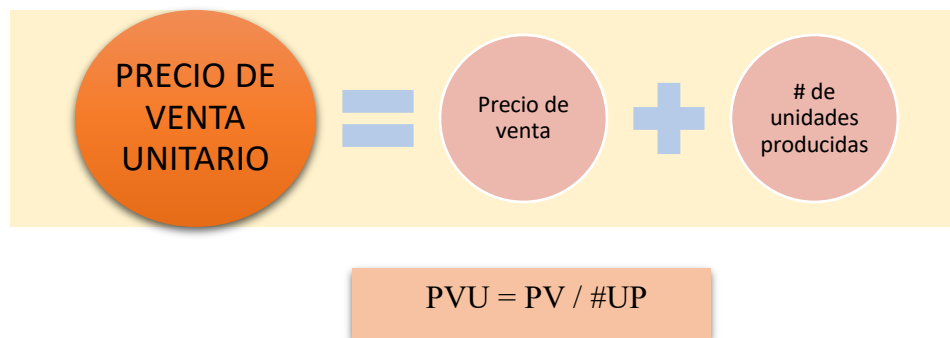 PRECIO DE
VENTA
UNITARIO
=
Precio de
venta
+
# de
unidades
producidas
PVU = PV / #UP